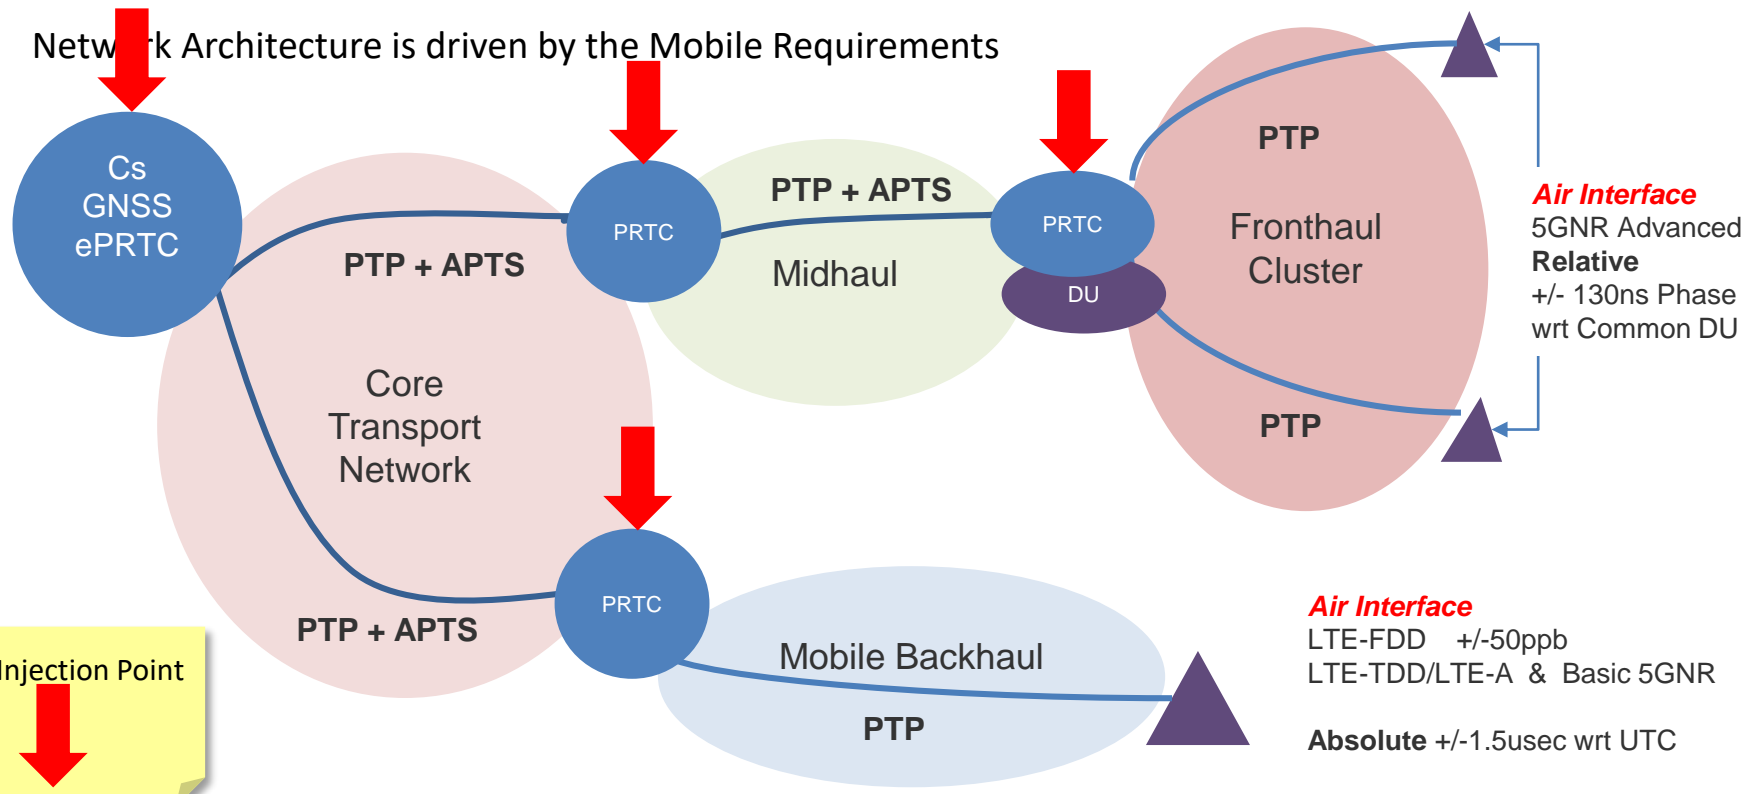 Network Architecture is driven by the Mobile Requirements
Cs
GNSS
ePRTC
PTP + APTS
Core
Transport
Network
PTP + APTS
PRTC
PTP + APTS
Midhaul
PRTC
DU
PTP
Fronthaul
Cluster
PTP
Air Interface
5GNR Advanced
Relative
+/- 130ns Phase
wrt Common DU
PRTC
Mobile Backhaul
PTP
Air Interface
LTE-FDD +/-50ppb
LTE-TDD/LTE-A & Basic 5GNR
Absolute +/-1.5usec wrt UTC
Injection Point